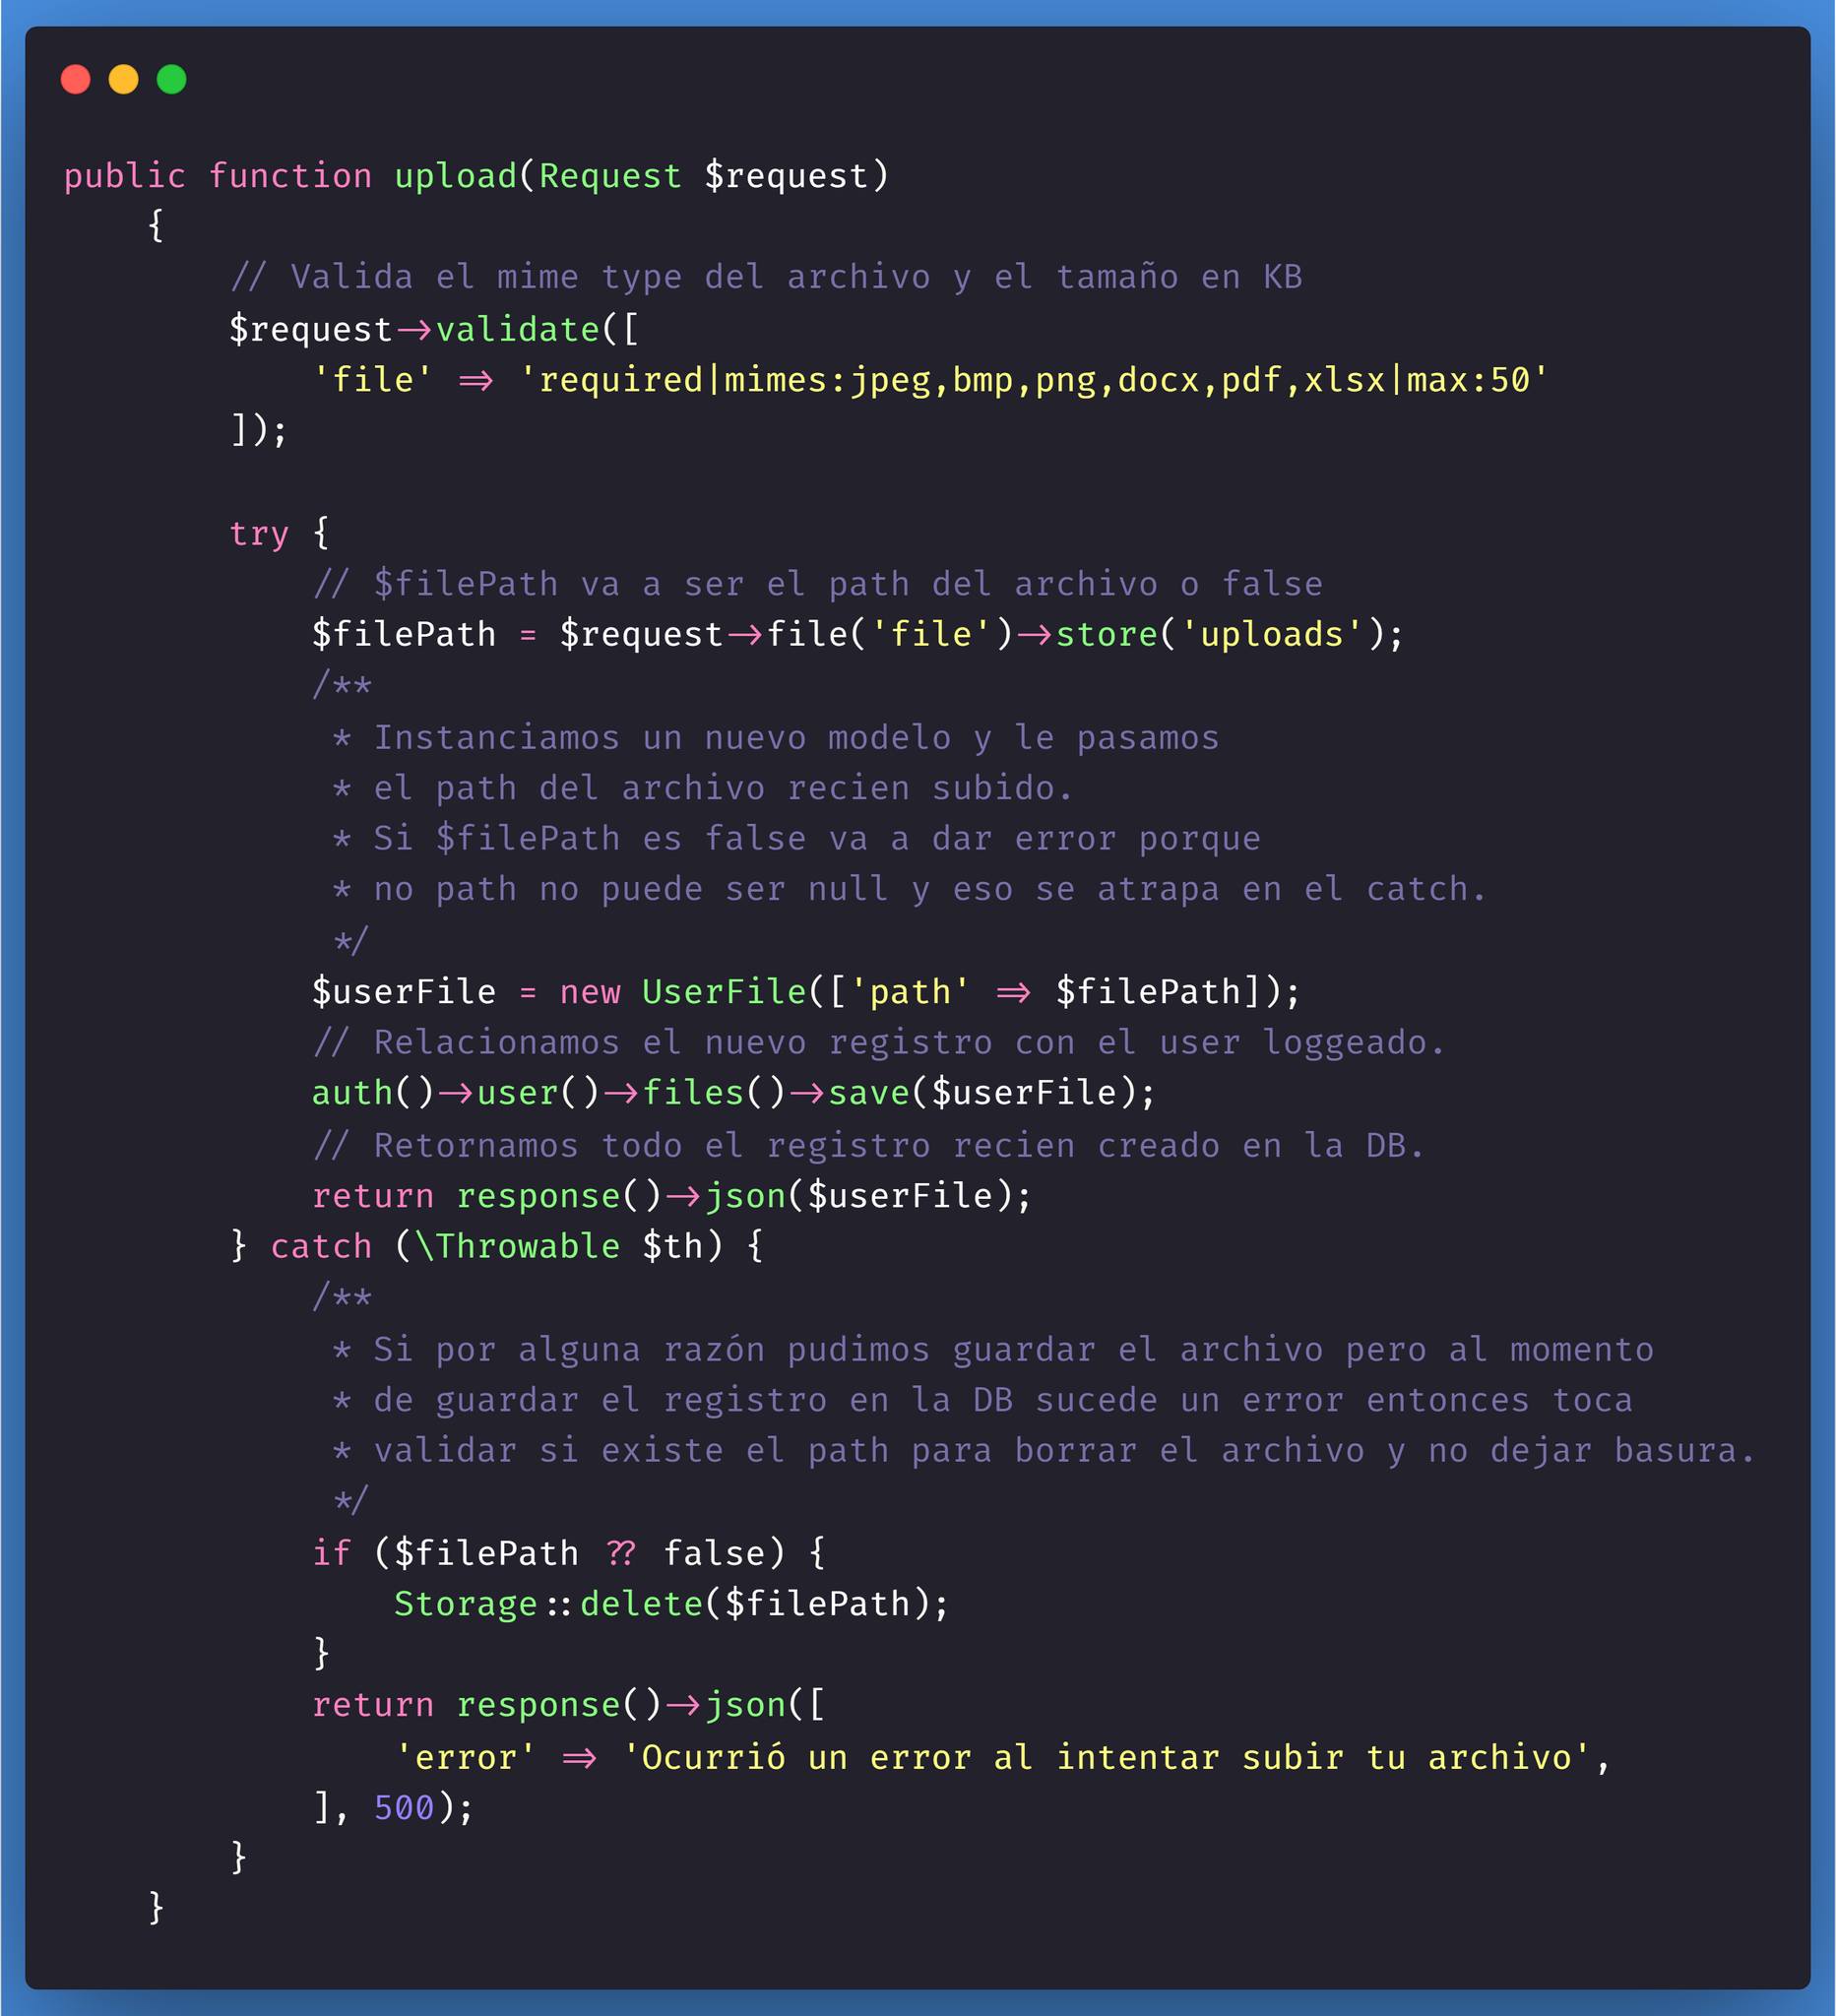 public function upload(Request $request)
    {
        // Valida el mime type del archivo y el tamaño en KB
        $request->validate([
            'file' => 'required|mimes:jpeg,bmp,png,docx,pdf,xlsx|max:50'
        ]);

        try {
            // $filePath va a ser el path del archivo o false
            $filePath = $request->file('file')->store('uploads');
            /**
             * Instanciamos un nuevo modelo y le pasamos
             * el path del archivo recien subido.
             * Si $filePath es false va a dar error porque
             * no path no puede ser null y eso se atrapa en el catch.
             */
            $userFile = new UserFile(['path' => $filePath]);
            // Relacionamos el nuevo registro con el user loggeado.
            auth()->user()->files()->save($userFile);
            // Retornamos todo el registro recien creado en la DB.
            return response()->json($userFile);
        } catch (\Throwable $th) {
            /**
             * Si por alguna razón pudimos guardar el archivo pero al momento
             * de guardar el registro en la DB sucede un error entonces toca
             * validar si existe el path para borrar el archivo y no dejar basura.
             */
            if ($filePath ?? false) {
                Storage::delete($filePath);
            }
            return response()->json([
                'error' => 'Ocurrió un error al intentar subir tu archivo',
            ], 500);
        }
    }